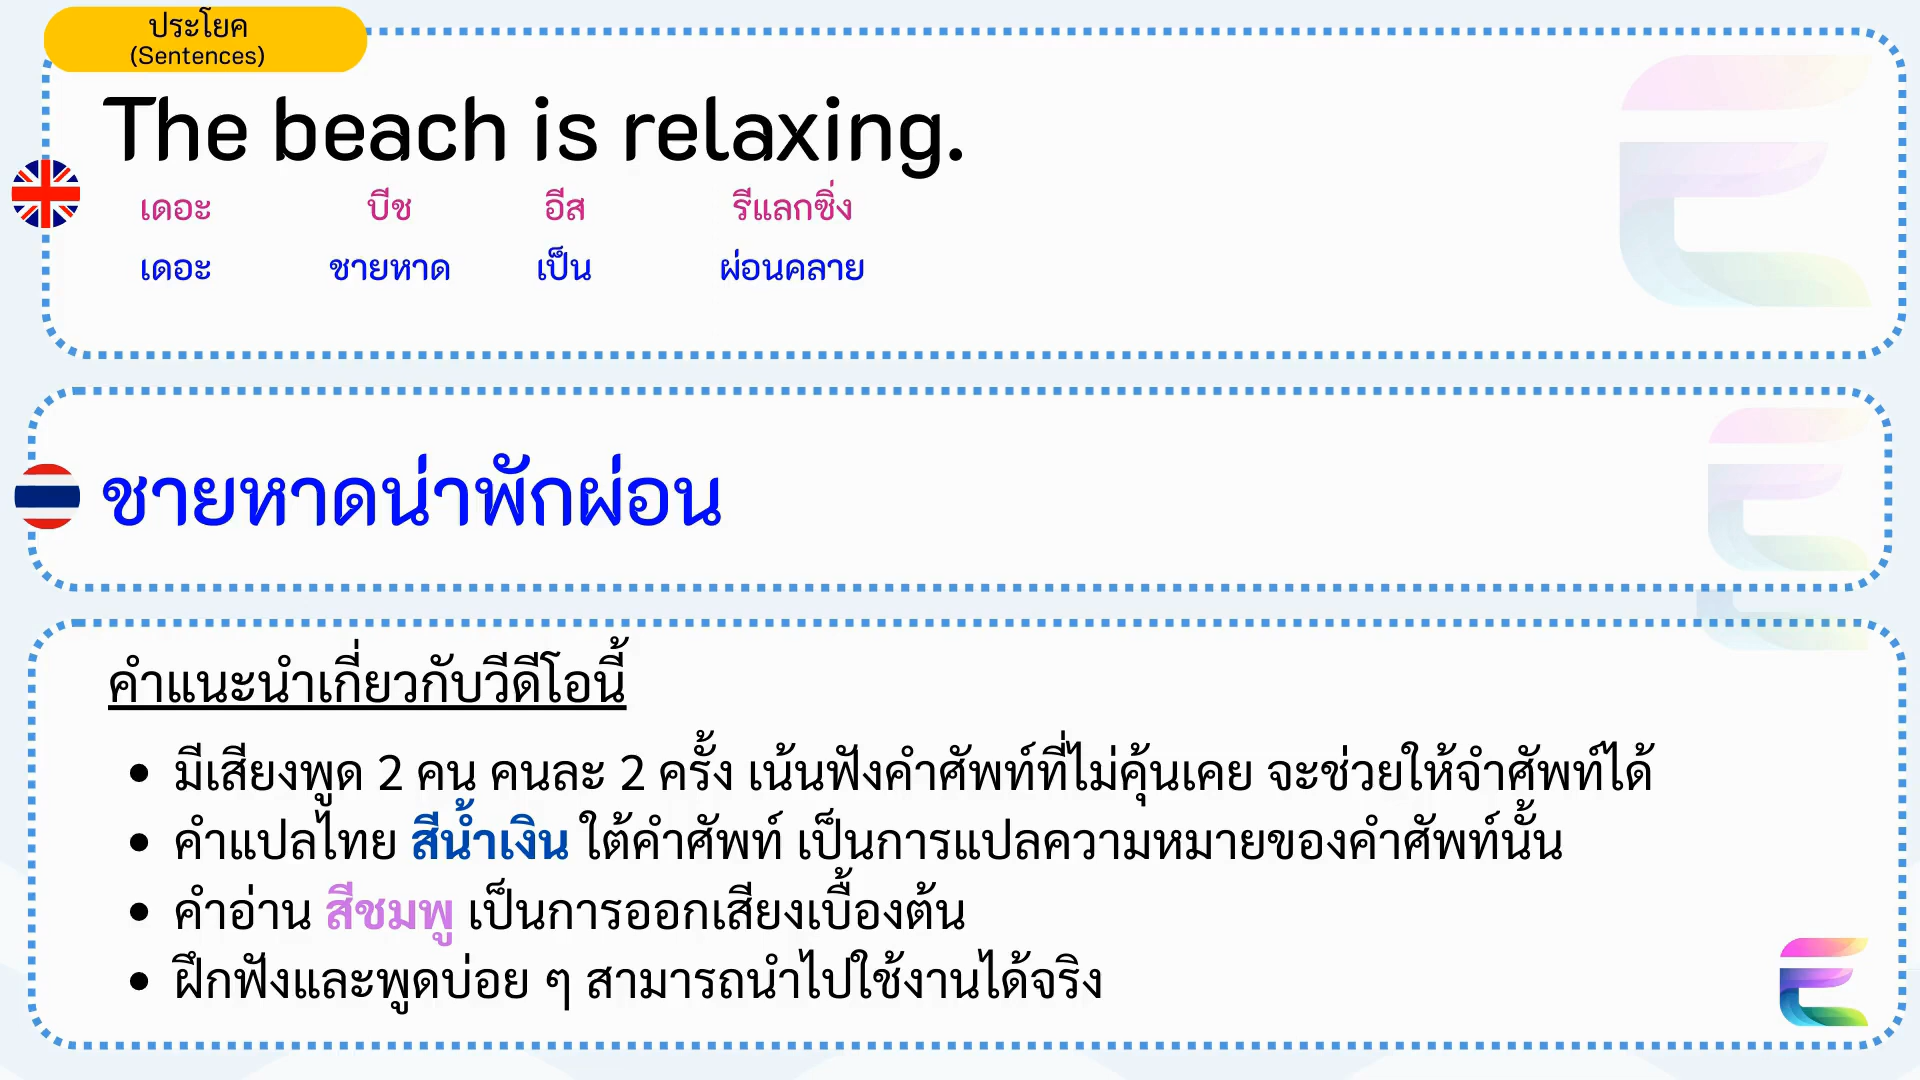 ประโยค
(Sentences)
The beach is relaxing.
เดอะ บีช อีส รีแลกซิ่ง
เดอะ ชายหาด เป็น ผ่อนคลาย
ชายหาดน่าพักผ่อน
คำแนะนำเกี่ยวกับวีดีโอนี้
• มีเสียงพูด 2 คน คนละ 2 ครั้ง เน้นฟังคำศัพท์ที่ไม่คุ้นเคย จะช่วยให้จำศัพท์ได้
• คำแปลไทย สีน้ำเงิน ใต้คำศัพท์ เป็นการแปลความหมายของคำศัพท์นั้น
• คำอ่าน สีชมพู เป็นการออกเสียงเบื้องต้น
• ฝึกฟังและพูดบ่อย ๆ สามารถนำไปใช้งานได้จริง